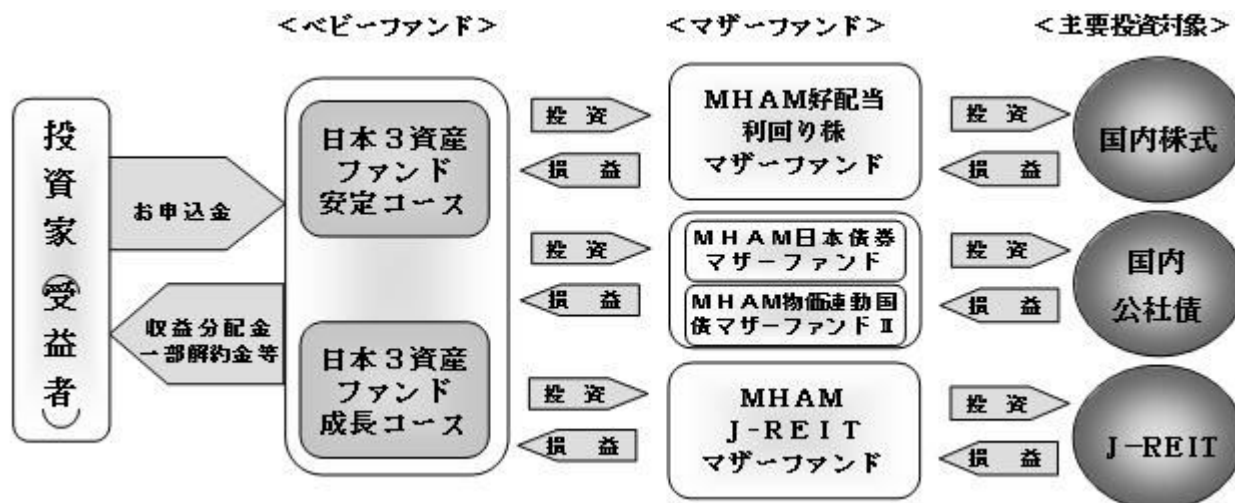 ＜ベビーファンド＞
＜マザーファンド＞
＜主要投資対象＞
投資家（受益者）
お申込金
収益分配金
一部解約金等
日本３資産
ファンド
安定コース
日本３資産
ファンド
成長コース
投 資
損 益
ＭＨＡＭ好配当
利回り株
マザーファンド
投 資
損 益
国内株式
投 資
損 益
ＭＨＡＭ日本債券
マザーファンド
ＭＨＡＭ物価連動国
債マザーファンドⅡ
投 資
損 益
国内
公社債
投 資
損 益
ＭＨＡＭ
Ｊ-ＲＥＩＴ
マザーファンド
投 資
損 益
Ｊ－ＲＥＩＴ